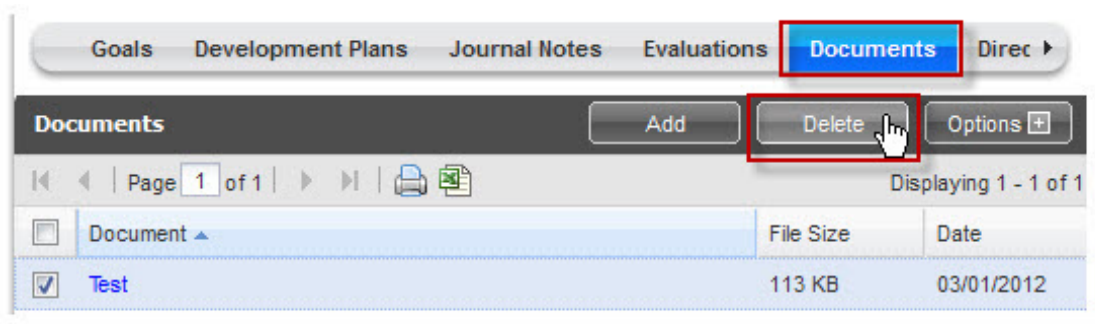 Goals Development Plans Journal Notes Evaluations Documents Direc
Documents Add Delete Options
Page 1 of 1 Displaying 1 - 1 of 1
Document File Size Date
Test 113 KB 03/01/2012